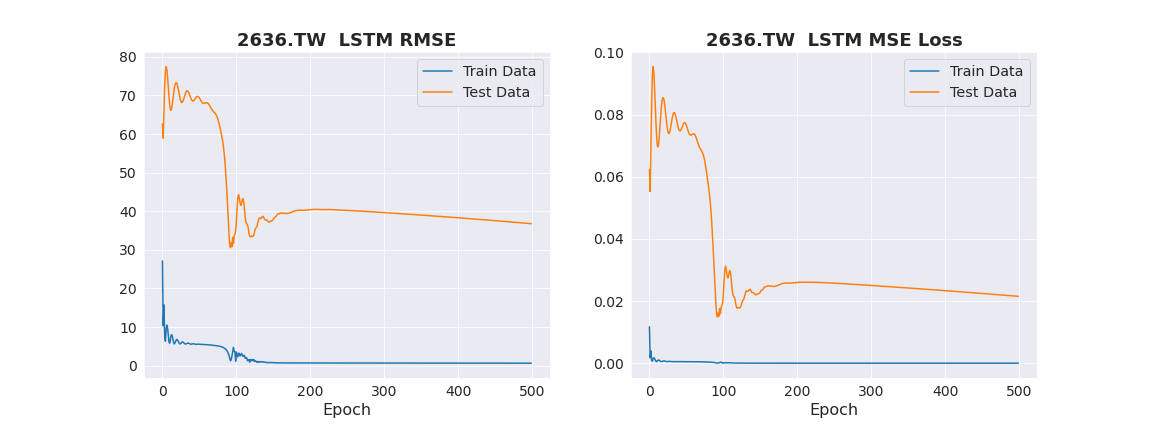 2636.TW  LSTM RMSE
80
70
60
50
40
30
20
10
0
0 100 200 300 400 500
Epoch
Train Data
Test Data
2636.TW  LSTM MSE Loss
0.10
0.08
0.06
0.04
0.02
0.00
0 100 200 300 400 500
Epoch
Train Data
Test Data